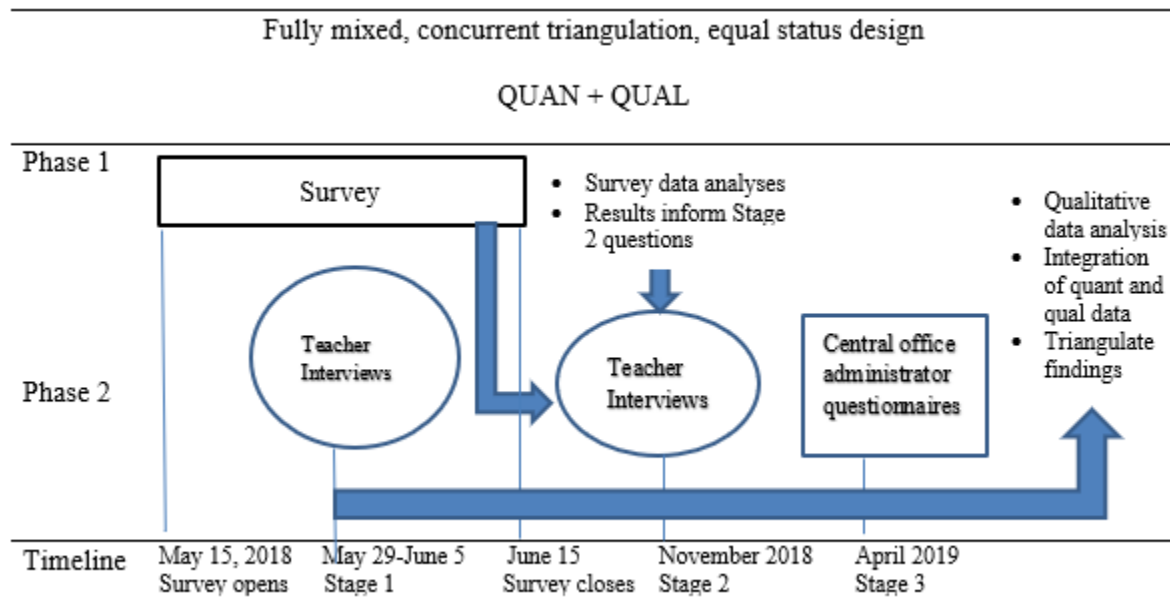 Fully mixed, concurrent triangulation, equal status design
QUAN + QUAL
Phase 1
Survey
• Survey data analyses
• Results inform Stage
2 questions
• Qualitative
data analysis
• Integration
of quant and
qual data
• Triangulate
findings
Phase 2
Teacher
Interviews
Teacher
Interviews
Central office
administrator
questionnaires
Timeline
May 15, 2018
Survey opens
May 29-June 5
Stage 1
June 15
Survey closes
November 2018
Stage 2
April 2019
Stage 3